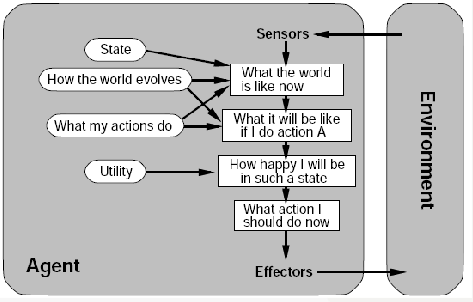 Sensors
State
How the world evolves
What my actions do
Utility
What the world
is like now
What it will be like
if I do action A
How happy I will be
in such a state
What action I
should do now
Environment
Agent
Effectors